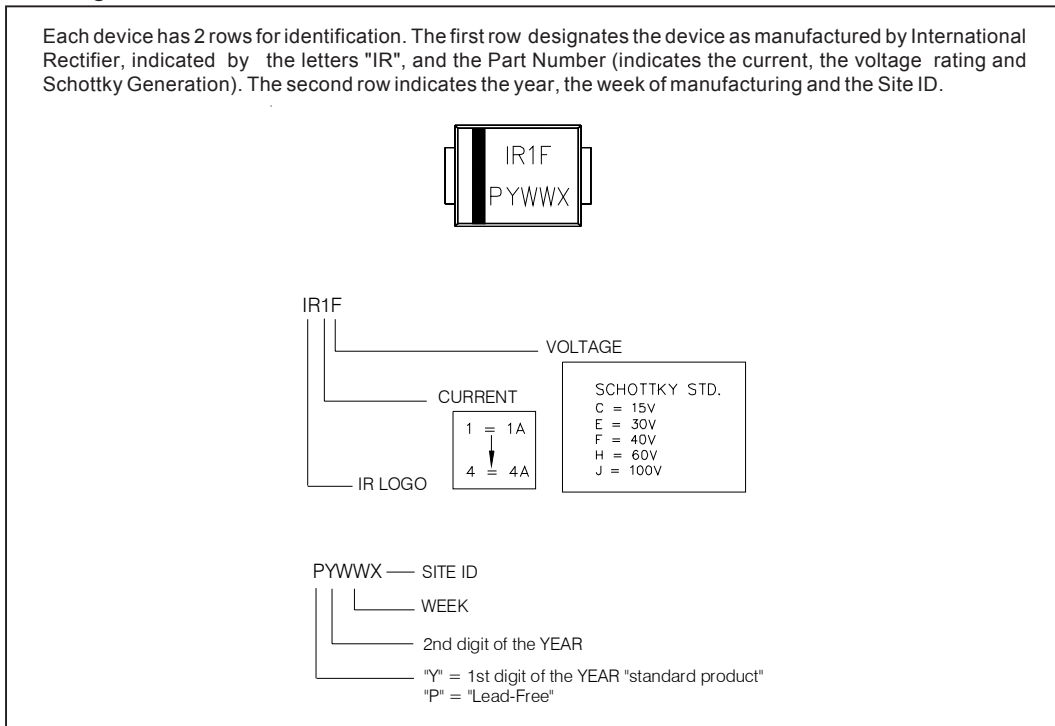 Each device has 2 rows for identification. The first row designates the device as manufactured by International
Rectifier, indicated by the letters "IR", and the Part Number (indicates the current, the voltage rating and
Schottky Generation). The second row indicates the year, the week of manufacturing and the Site ID.
IR1F
PYWWX
IR1F
VOLTAGE
SCHOTTKY STD.
C = 15V
E = 30V
F = 40V
H = 60V
J = 100V
CURRENT
1 = 1A
4 = 4A
IR LOGO
PYWWX
SITE ID
WEEK
2nd digit of the YEAR
"Y" = 1st digit of the YEAR "standard product"
"P" = "Lead-Free"